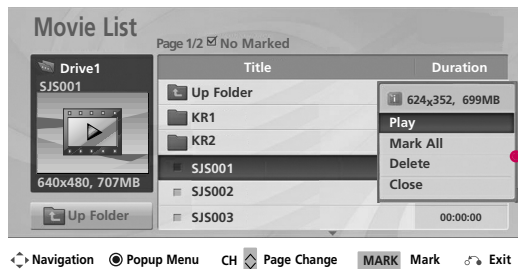 Movie List
Page 1/2 No Marked
Drive1
SJS001
640x480, 707MB
Up Folder
Title Duration
Up Folder
KR1
KR2
SJS001
SJS002
SJS003 00:00:00
624x352, 699MB
Play
Mark All
Delete
Close
Navigation Popup Menu CH Page Change MARK Mark Exit